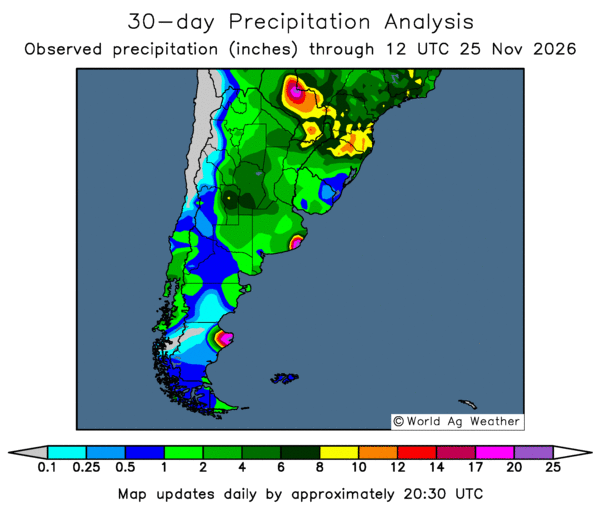 30-day Precipitation Analysis
Observed precipitation (inches) through 12 UTC 25 Nov 2026
© World Ag Weather
0.1 0.25 0.5 1 2 4 6 8 10 12 14 17 20 25
Map updates daily by approximately 20:30 UTC